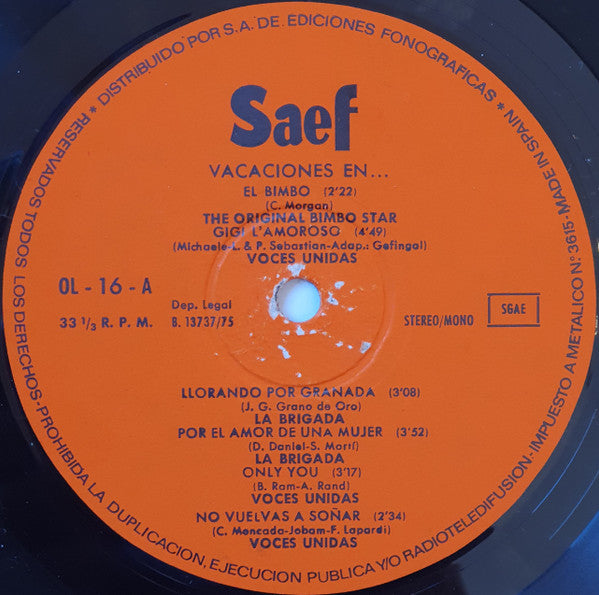 * DISTRIBUIDO POR S.A. DE EDICIONES FONOGRAFICAS * MADE IN SPAIN
Saef
VACACIONES EN...
EL BIMBO (2'22)
(C. Morgan)
THE ORIGINAL BIMBO STAR
GIGI L'AMOROSO (4'49)
(Michaele-L. & P. Sebastian-Adap.: Gefingal)
VOCES UNIDAS
OL - 16 - A
33 1/3 R. P. M.
Dep. Legal
B. 13737/75
STEREO/MONO
SGAE
LLORANDO POR GRANADA (3'08)
(J. G. Grano de Oro)
LA BRIGADA
POR EL AMOR DE UNA MUJER (3'52)
(D. Daniel-S. Martí)
LA BRIGADA
ONLY YOU (3'17)
(B. Ram-A. Rand)
VOCES UNIDAS
NO VUELVAS A SOÑAR (2'34)
(C. Mencada-Jobam-F. Lapardi)
VOCES UNIDAS
RESERVADOS TODOS LOS DERECHOS-PROHIBIDA LA DUPLICACION, EJECUCION PUBLICA Y/O RADIOTELEDIFUSION-IMPUESTO A METALICO N.º 3615-